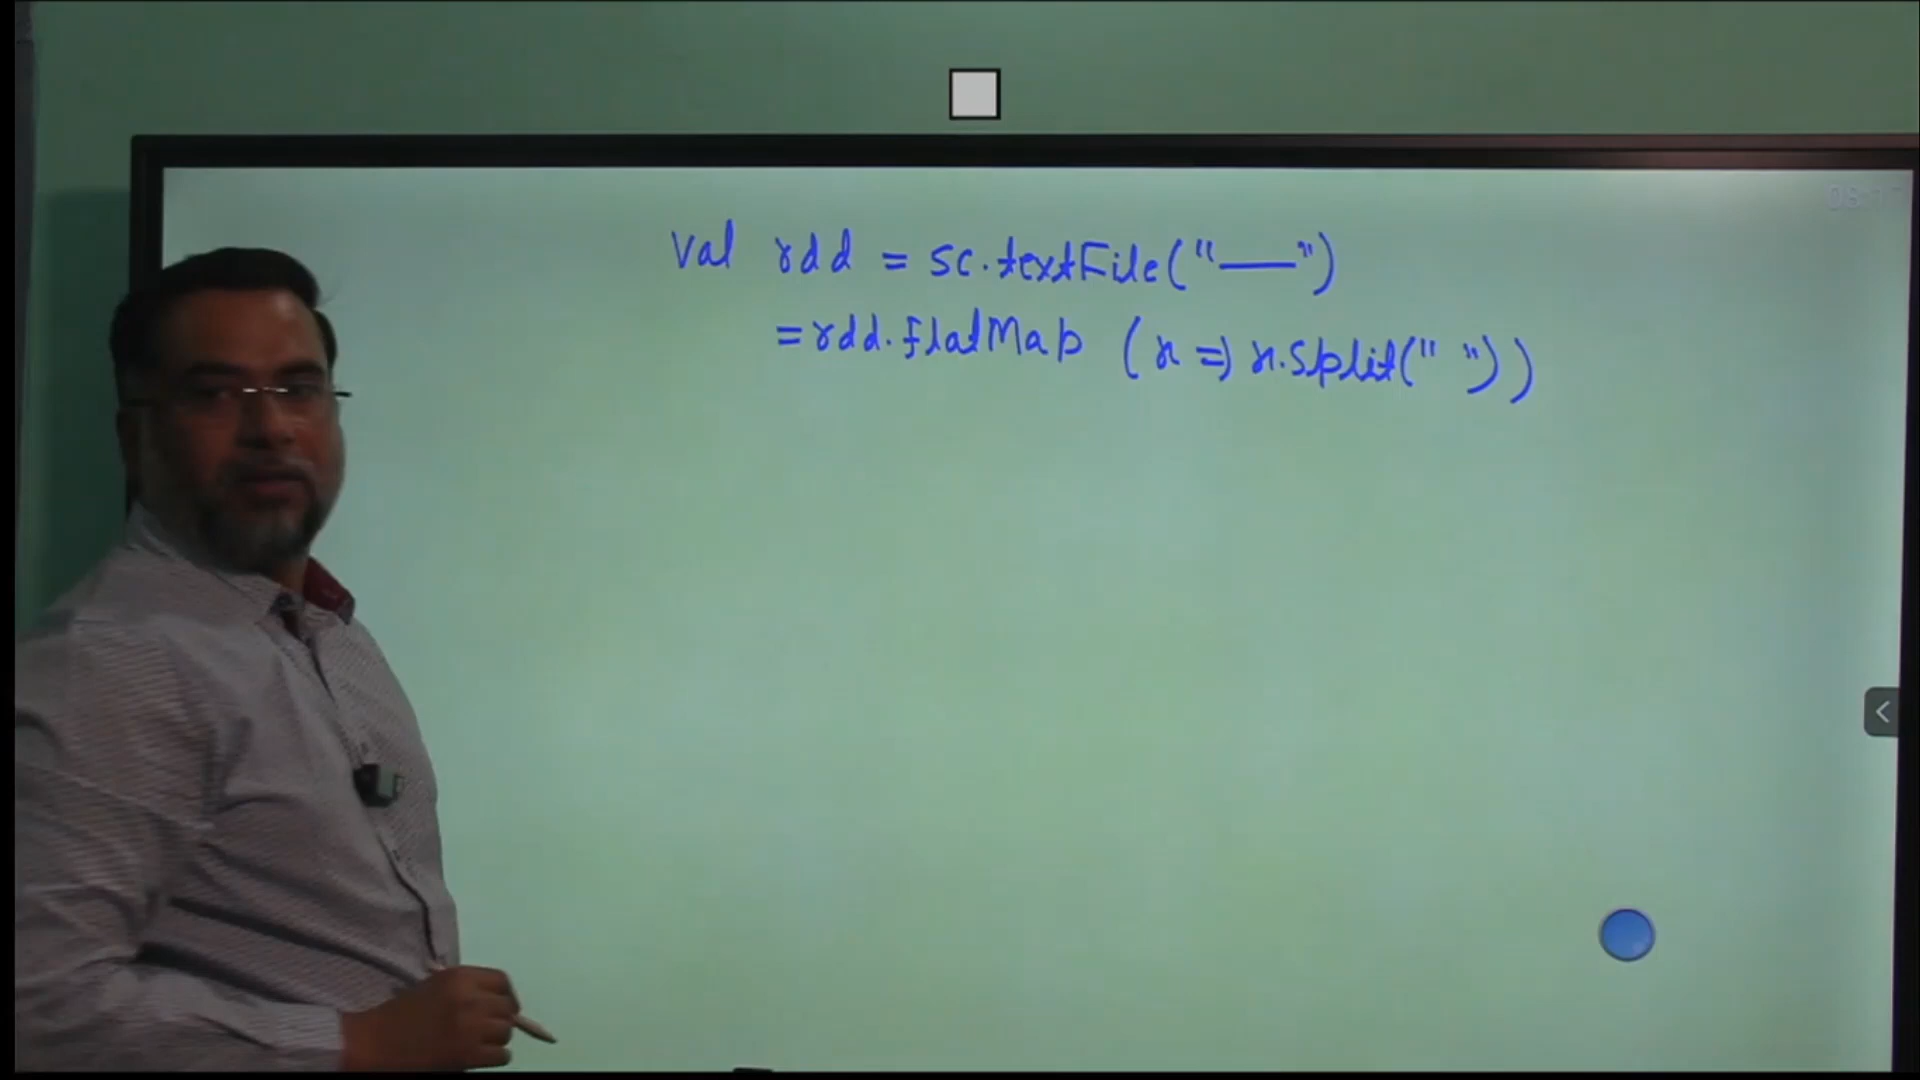 val rdd = sc.textFile("—")
=rdd.flatMap (x => x.split(" "))